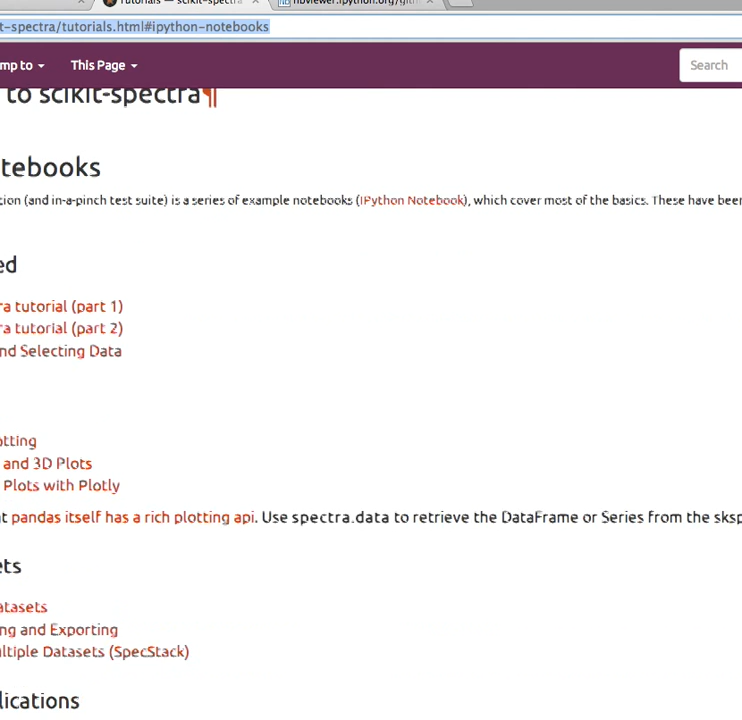 Tutorials — scikit-spectra
nbviewer.ipython.org/gith
t-spectra/tutorials.html#ipython-notebooks
mp to This Page Search
to scikit-spectra¶
tebooks
tion (and in-a-pinch test suite) is a series of example notebooks (IPython Notebook), which cover most of the basics. These have been
ed
ra tutorial (part 1)
ra tutorial (part 2)
nd Selecting Data
otting
and 3D Plots
Plots with Plotly
at pandas itself has a rich plotting api. Use spectra.data to retrieve the DataFrame or Series from the sksp
ets
atasets
ng and Exporting
ultiple Datasets (SpecStack)
lications